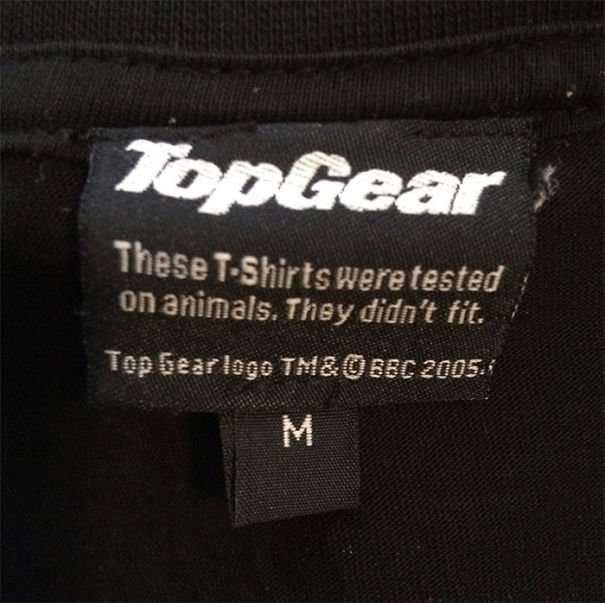 TopGear
These T-Shirts were tested
on animals. They didn't fit.
Top Gear logo TM & © BBC 2005
M